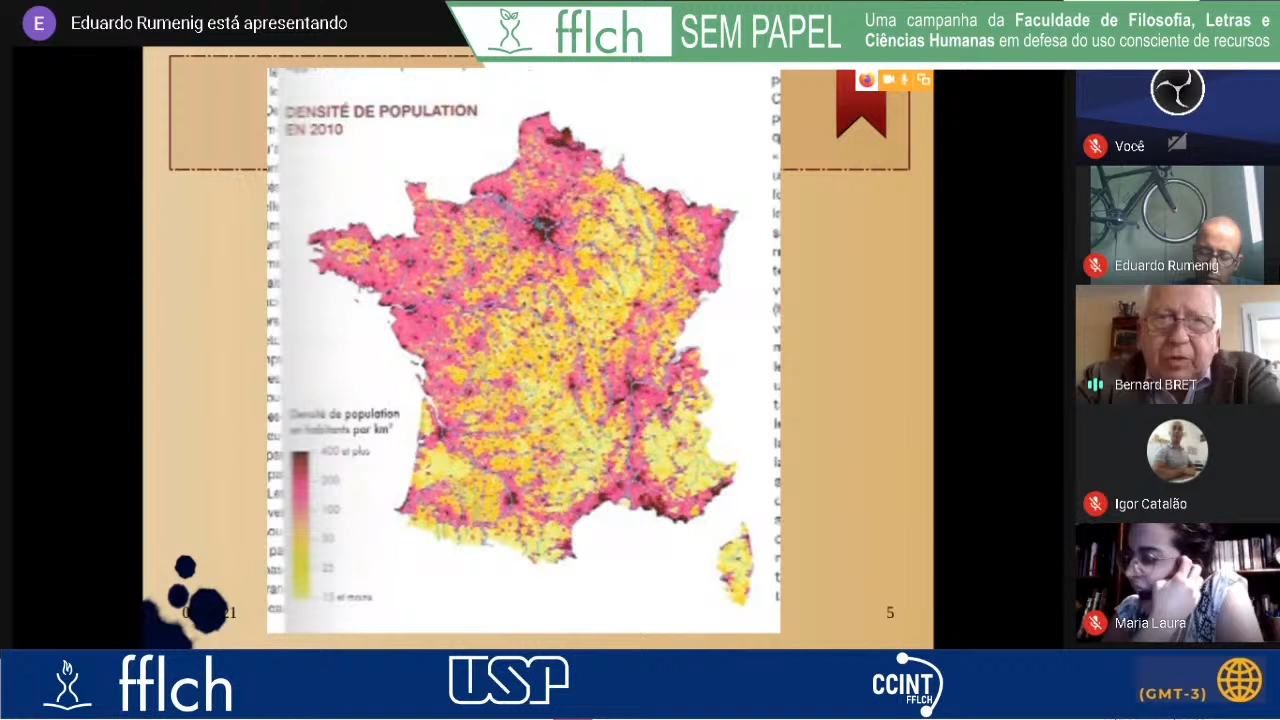 E
Eduardo Rumenig está apresentando
fflch
SEM PAPEL
Uma campanha da Faculdade de Filosofia, Letras e
Ciências Humanas em defesa do uso consciente de recursos
DENSITÉ DE POPULATION
EN 2010
Densité de population
en habitants par km²
400 et plus
200
100
25
15 et moins
5
Você
Eduardo Rumenig
Bernard BRET
Igor Catalão
Maria Laura
fflch
USP
CCINT
FFLCH
(GMT-3)